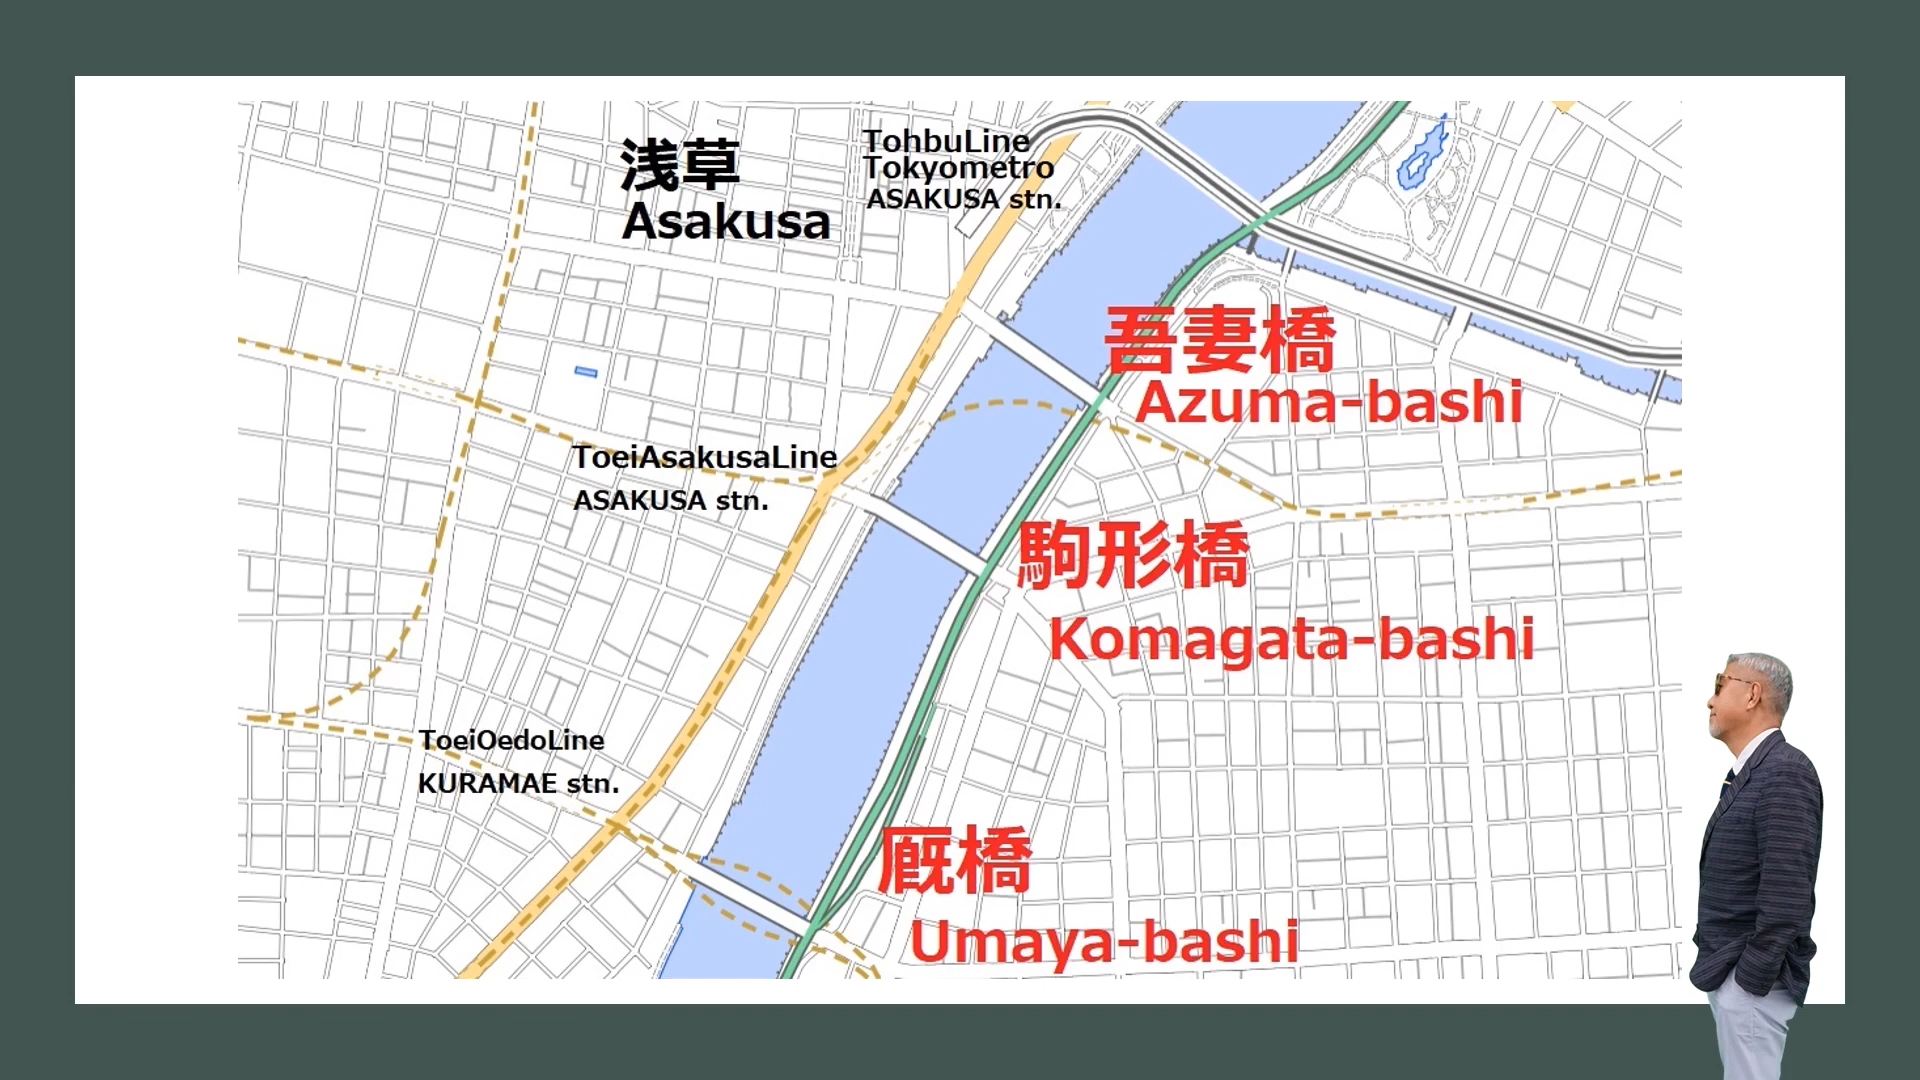 浅草
Asakusa
TohbuLine
Tokyometro
ASAKUSA stn.
吾妻橋
Azuma-bashi
ToeiAsakusaLine
ASAKUSA stn.
駒形橋
Komagata-bashi
ToeiOedoLine
KURAMAE stn.
厩橋
Umaya-bashi